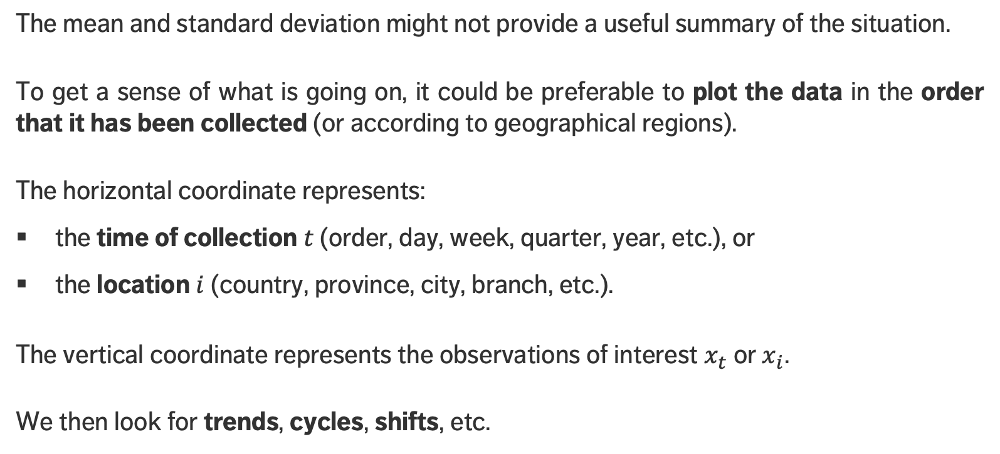 The mean and standard deviation might not provide a useful summary of the situation.
To get a sense of what is going on, it could be preferable to plot the data in the order
that it has been collected (or according to geographical regions).
The horizontal coordinate represents:
▪ the time of collection t (order, day, week, quarter, year, etc.), or
▪ the location i (country, province, city, branch, etc.).
The vertical coordinate represents the observations of interest xₜ or xᵢ.
We then look for trends, cycles, shifts, etc.